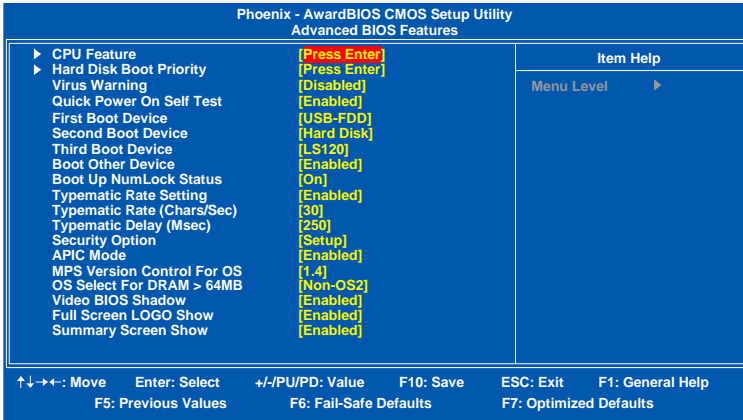 Phoenix - AwardBIOS CMOS Setup Utility
Advanced BIOS Features
CPU Feature [Press Enter]
Hard Disk Boot Priority [Press Enter]
Virus Warning [Disabled]
Quick Power On Self Test [Enabled]
First Boot Device [USB-FDD]
Second Boot Device [Hard Disk]
Third Boot Device [LS120]
Boot Other Device [Enabled]
Boot Up NumLock Status [On]
Typematic Rate Setting [Enabled]
Typematic Rate (Chars/Sec) [30]
Typematic Delay (Msec) [250]
Security Option [Setup]
APIC Mode [Enabled]
MPS Version Control For OS [1.4]
OS Select For DRAM > 64MB [Non-OS2]
Video BIOS Shadow [Enabled]
Full Screen LOGO Show [Enabled]
Summary Screen Show [Enabled]
Item Help
Menu Level
↑↓→←: Move Enter: Select +/-/PU/PD: Value F10: Save ESC: Exit F1: General Help
F5: Previous Values F6: Fail-Safe Defaults F7: Optimized Defaults